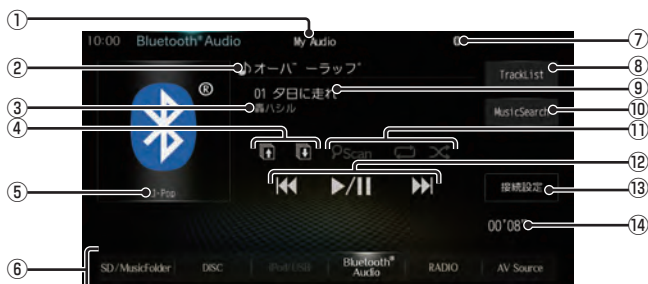 ①
10:00 Bluetooth® Audio My Audio
⑦
② ♪オーバーラップ
TrackList ⑧
® 01 夕日に走れ ⑨
③ 轟ハシル
MusicSearch ⑩
④
Scan ⑪
⑫
⑤ J-Pop
接続設定 ⑬
00'08" ⑭
⑥ SD/MusicFolder DISC iPod/USB Bluetooth® Audio RADIO AV Source